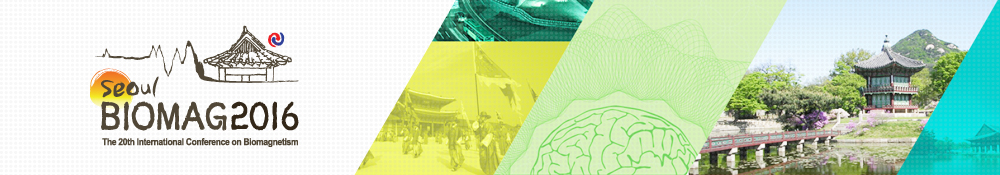 Seoul
BIOMAG2016
The 20th International Conference on Biomagnetism